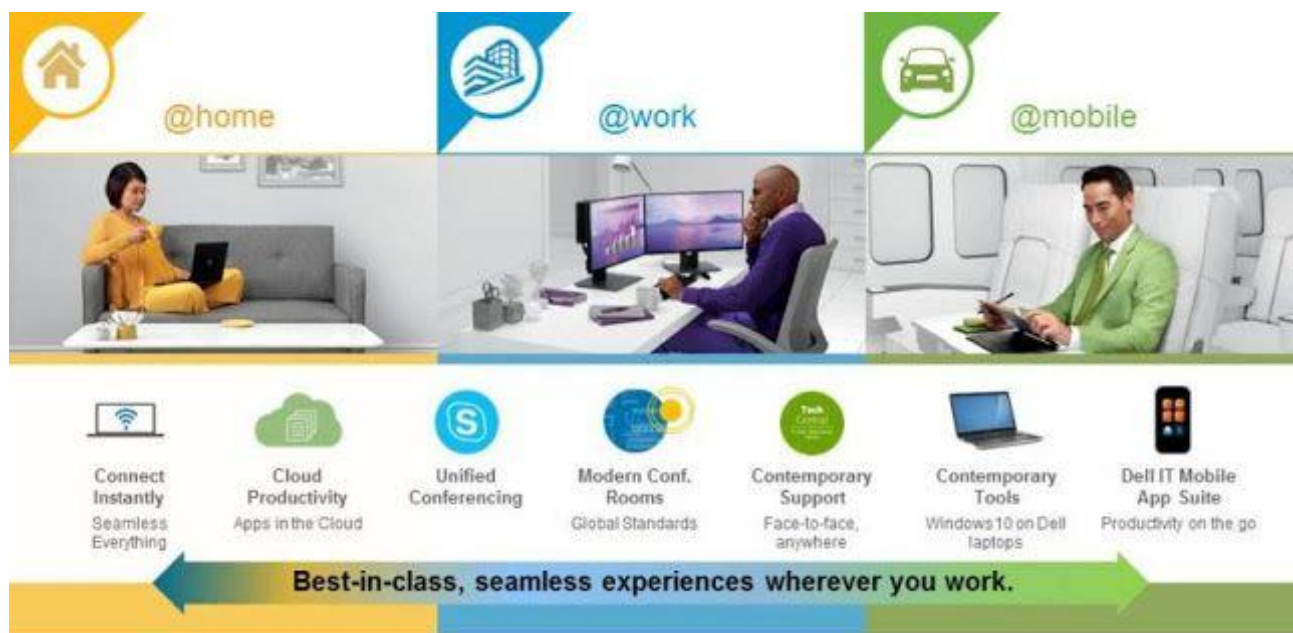 @home
@work
@mobile
S
Tech
Central
Connect
Instantly
Seamless
Everything
Cloud
Productivity
Apps in the Cloud
Unified
Conferencing
Modern Conf.
Rooms
Global Standards
Contemporary
Support
Face-to-face,
anywhere
Contemporary
Tools
Windows 10 on Dell
laptops
Dell IT Mobile
App Suite
Productivity on the go
Best-in-class, seamless experiences wherever you work.